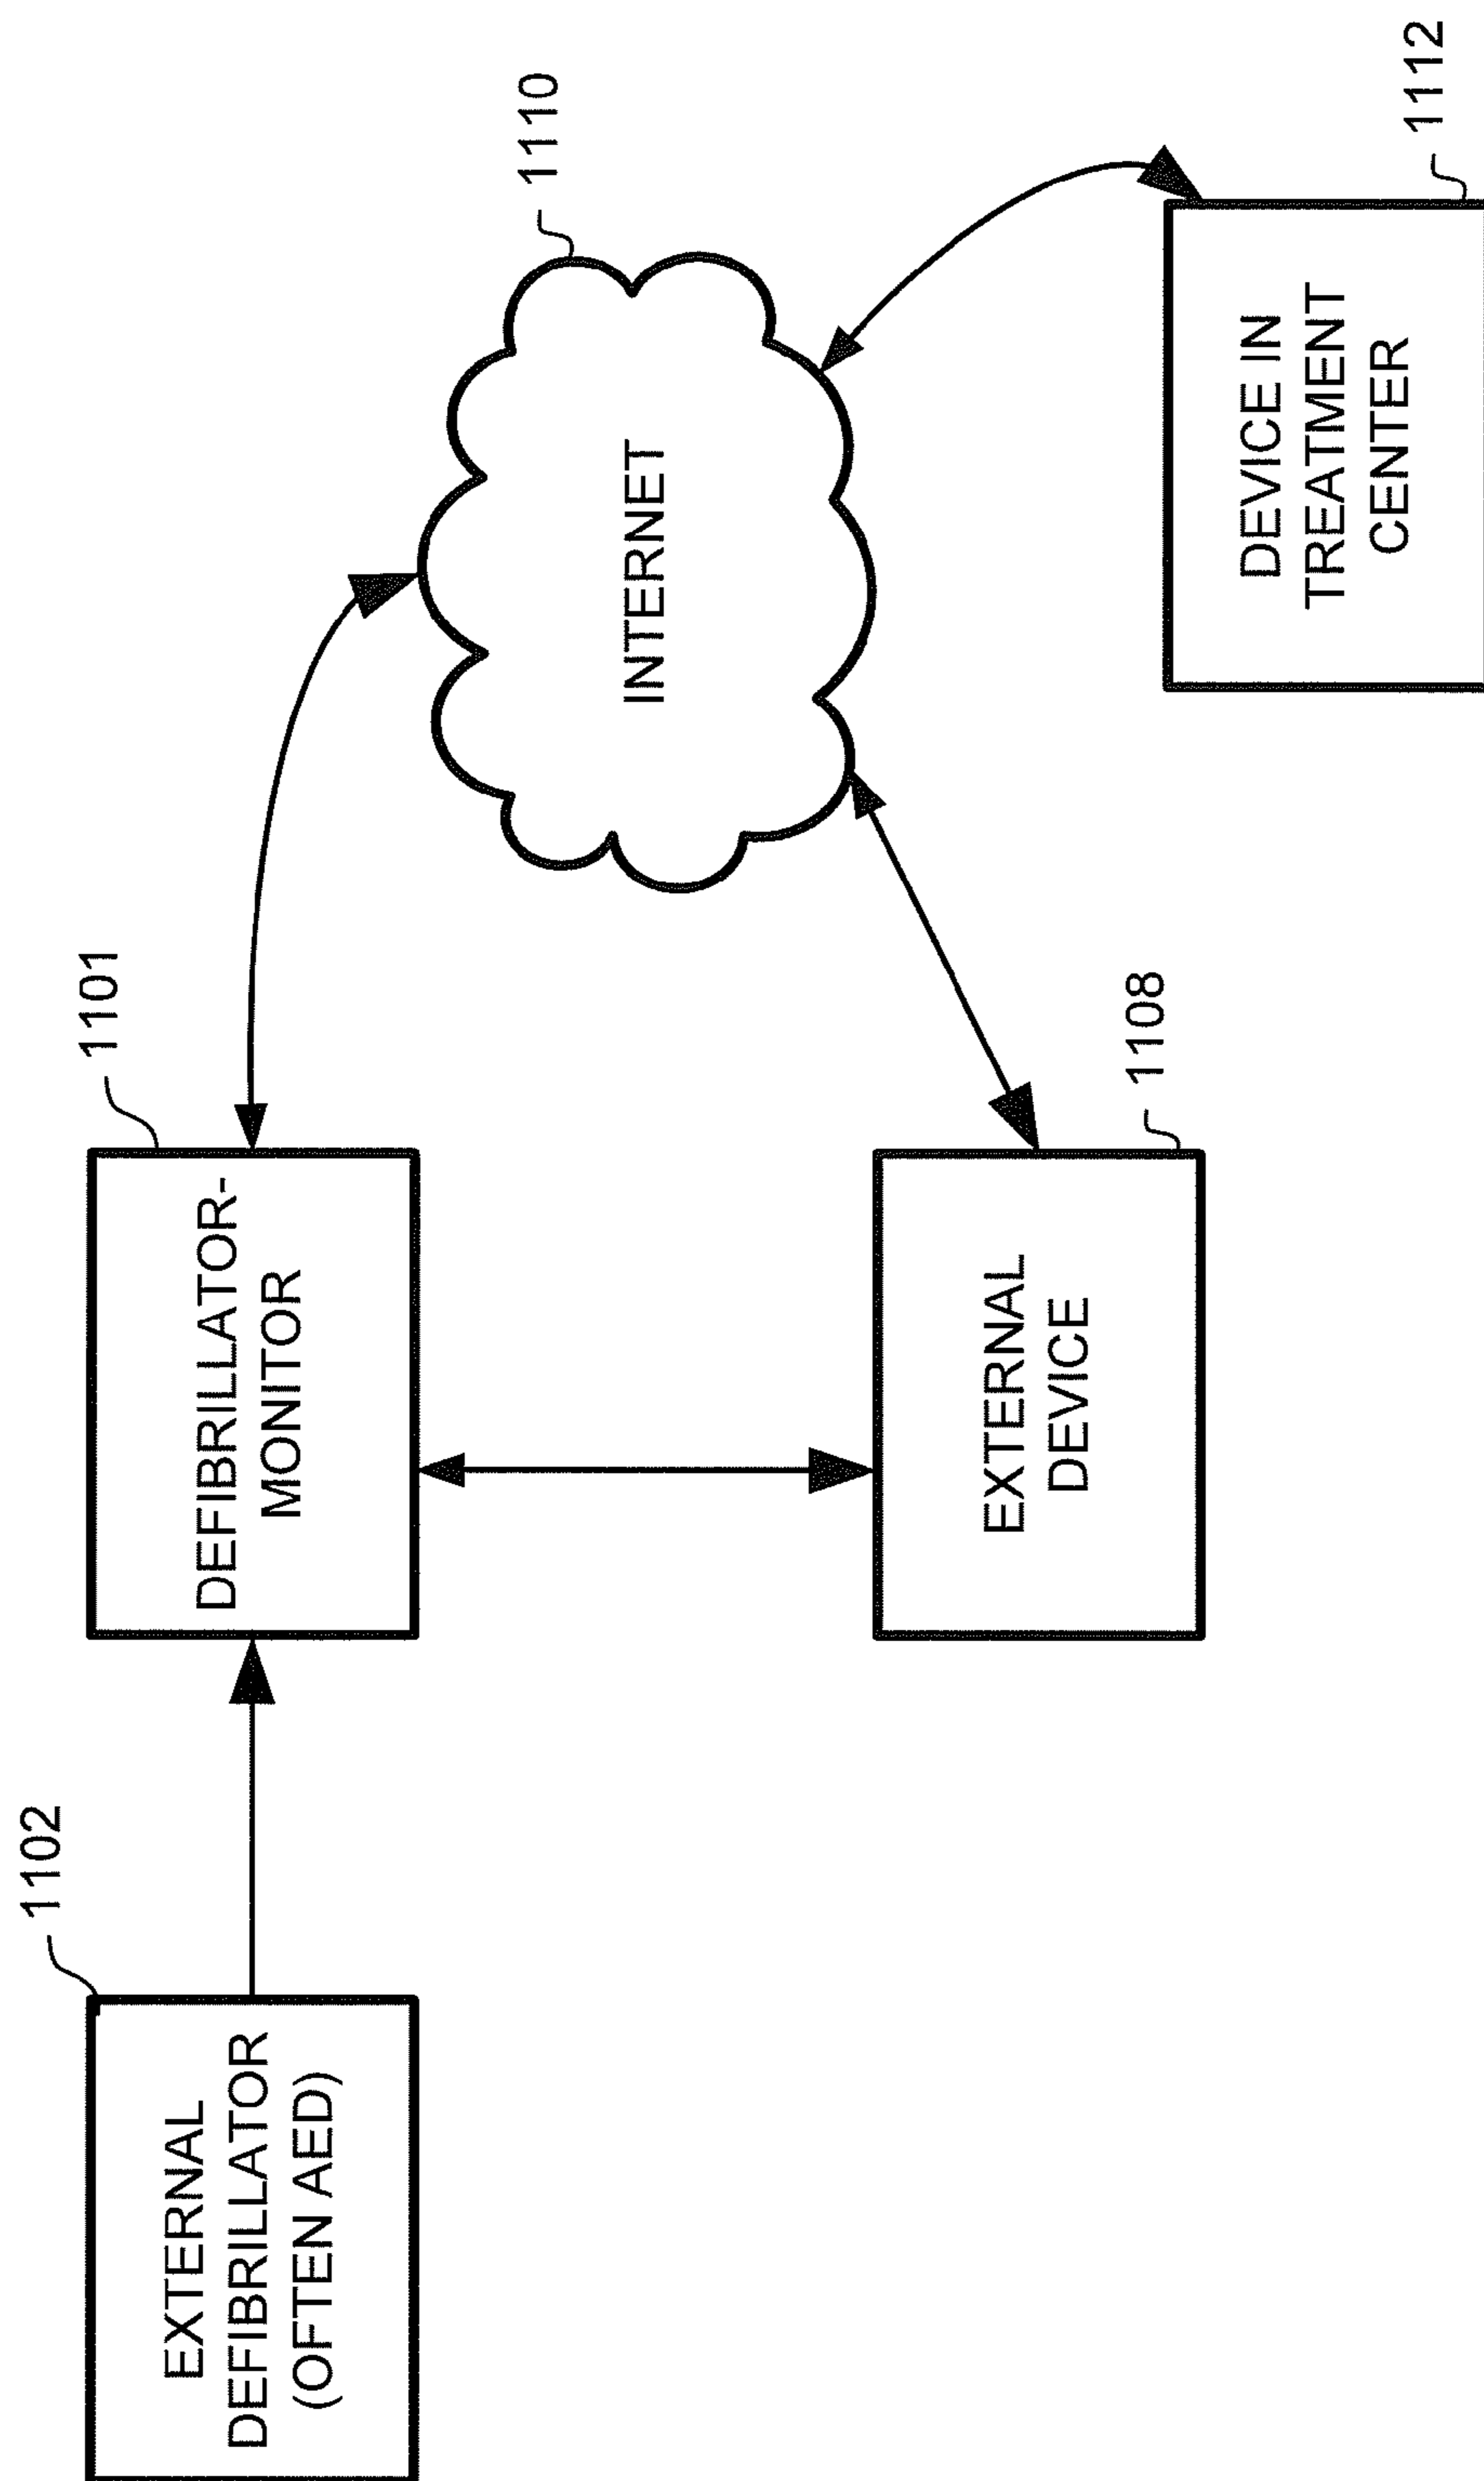 1102
EXTERNAL
DEFIBRILLATOR
(OFTEN AED)
1101
DEFIBRILLATOR-
MONITOR
1110
INTERNET
1108
EXTERNAL
DEVICE
1112
DEVICE IN
TREATMENT
CENTER